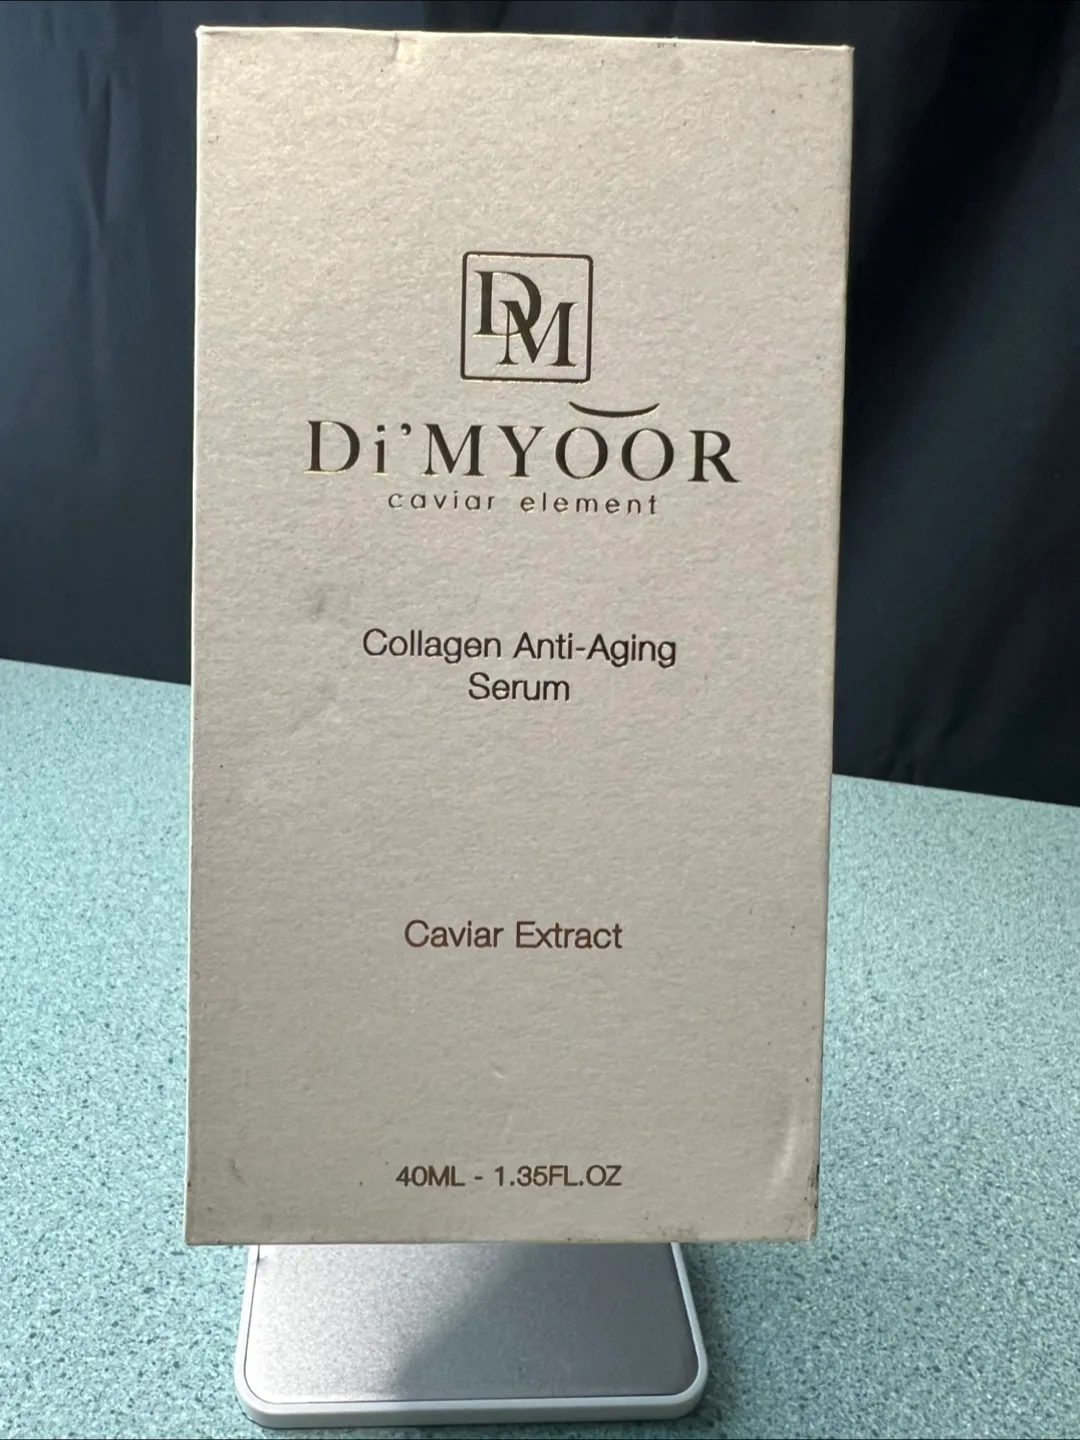 DM
Di'MYOOR
caviar element
Collagen Anti-Aging
Serum
Caviar Extract
40ML - 1.35FL.OZ